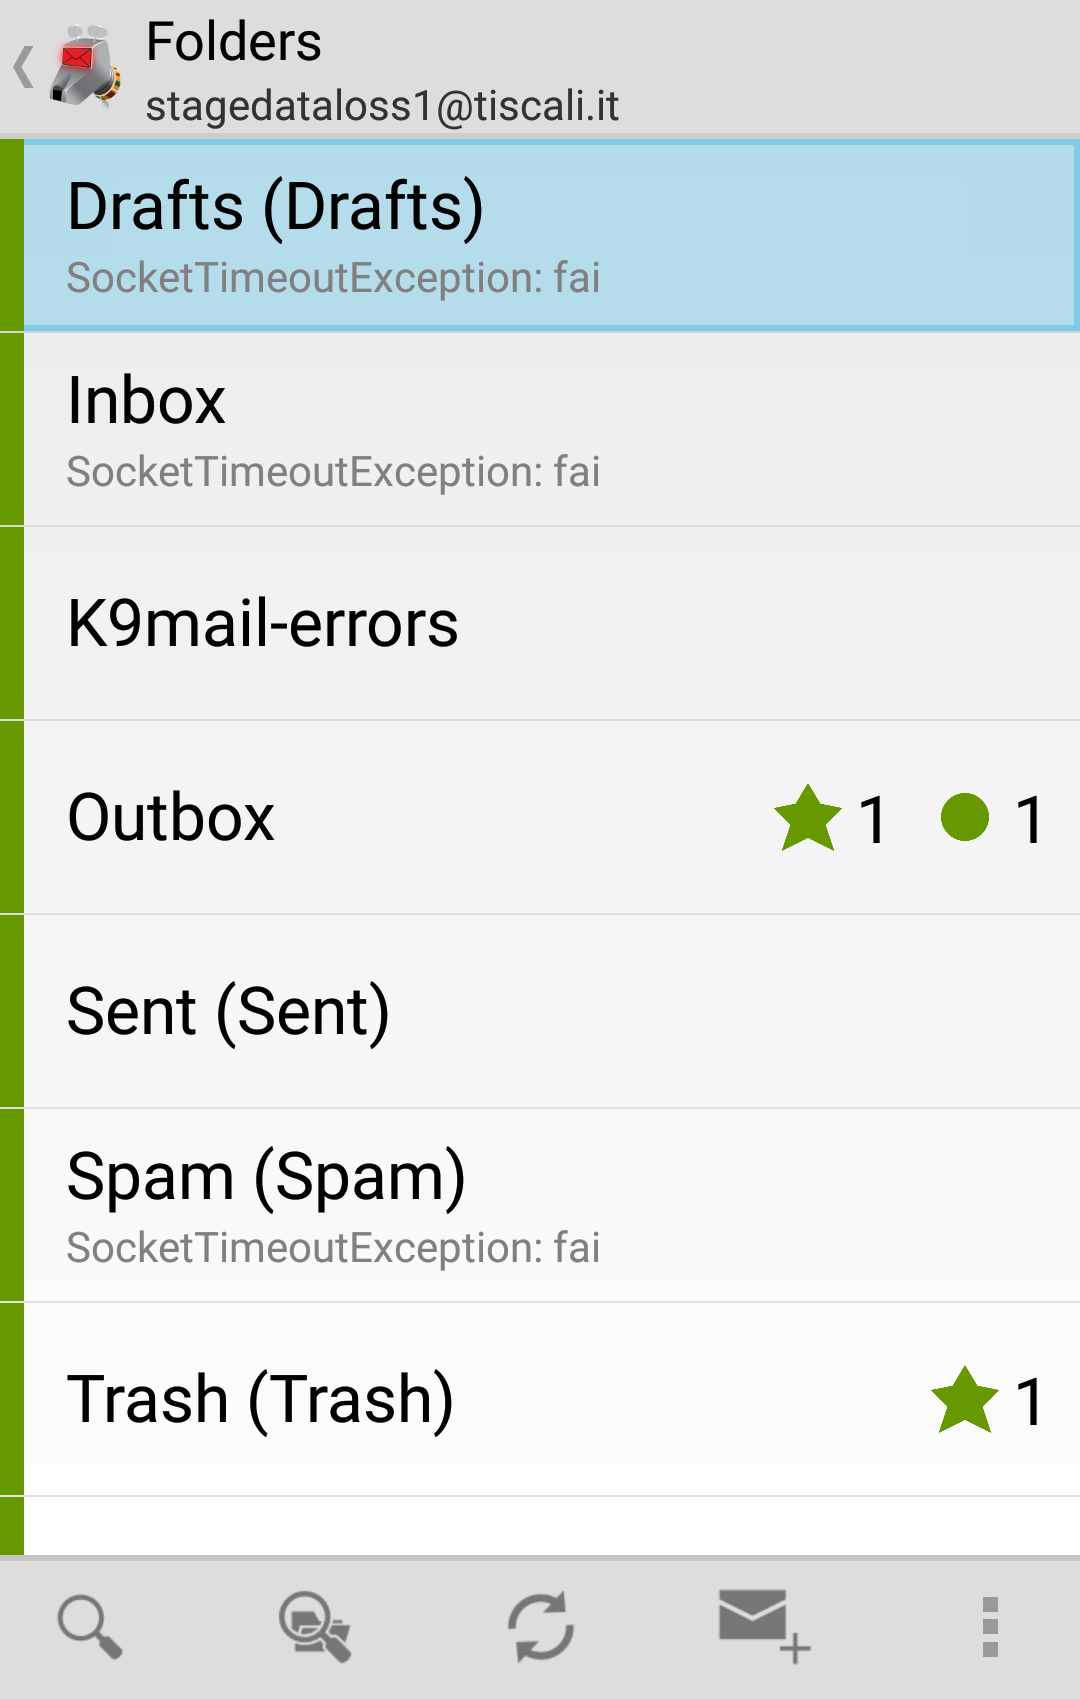 Folders
stagedataloss1@tiscali.it
Drafts (Drafts)
SocketTimeoutException: fai
Inbox
SocketTimeoutException: fai
K9mail-errors
Outbox 1 1
Sent (Sent)
Spam (Spam)
SocketTimeoutException: fai
Trash (Trash) 1